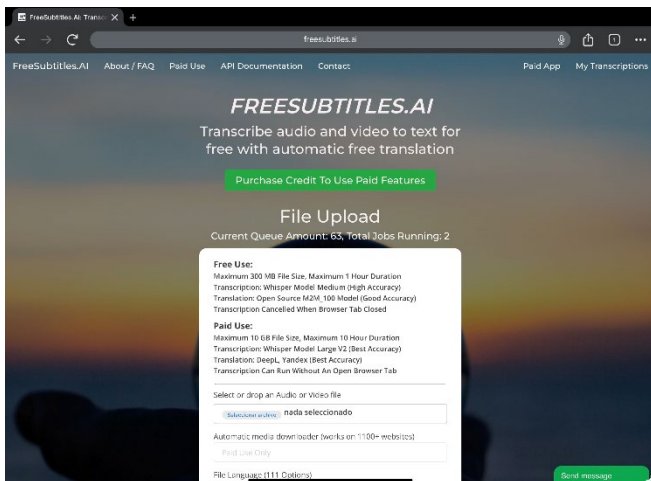 FreeSubtitles.AI: Transc
freesubtitles.ai
1
FreeSubtitles.AI About / FAQ Paid Use API Documentation Contact Paid App My Transcriptions
FREESUBTITLES.AI
Transcribe audio and video to text for
free with automatic free translation
Purchase Credit To Use Paid Features
File Upload
Current Queue Amount: 63, Total Jobs Running: 2
Free Use:
Maximum 300 MB File Size, Maximum 1 Hour Duration
Transcription: Whisper Model Medium (High Accuracy)
Translation: Open Source M2M_100 Model (Good Accuracy)
Transcription Cancelled When Browser Tab Closed
Paid Use:
Maximum 10 GB File Size, Maximum 10 Hour Duration
Transcription: Whisper Model Large V2 (Best Accuracy)
Translation: DeepL, Yandex (Best Accuracy)
Transcription Can Run Without An Open Browser Tab
Select or drop an Audio or Video file
Seleccionar archivo nada seleccionado
Automatic media downloader (works on 1100+ websites)
Paid Use Only
File Language (111 Options)
Send message